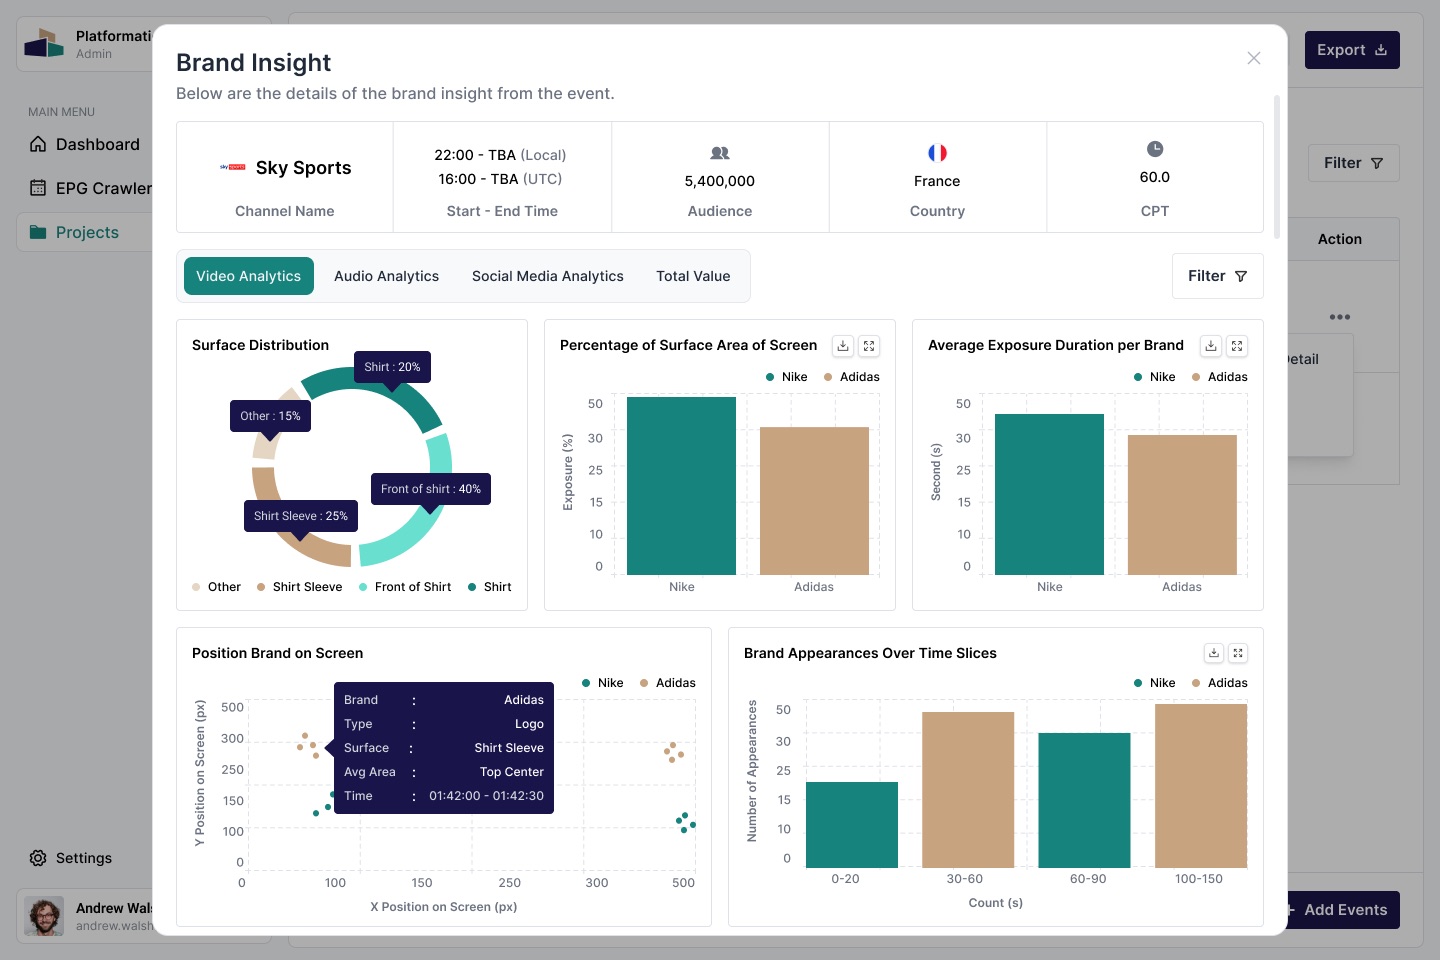 Platformati
Admin
MAIN MENU
Dashboard
EPG Crawler
Projects
Settings
Andrew Wals
andrew.walsh
Export
Filter
Action
Detail
Add Events
Brand Insight
Below are the details of the brand insight from the event.
sky sports Sky Sports
Channel Name
22:00 - TBA (Local)
16:00 - TBA (UTC)
Start - End Time
5,400,000
Audience
France
Country
60.0
CPT
Video Analytics
Audio Analytics
Social Media Analytics
Total Value
Filter
Surface Distribution
Shirt : 20%
Other : 15%
Front of shirt : 40%
Shirt Sleeve : 25%
Other
Shirt Sleeve
Front of Shirt
Shirt
Percentage of Surface Area of Screen
Nike
Adidas
Exposure (%)
50
30
25
15
10
0
Nike
Adidas
Average Exposure Duration per Brand
Nike
Adidas
Second (s)
50
30
25
15
10
0
Nike
Adidas
Position Brand on Screen
Nike
Adidas
Y Position on Screen (px)
500
300
250
150
100
0
Brand : Adidas
Type : Logo
Surface : Shirt Sleeve
Avg Area : Top Center
Time : 01:42:00 - 01:42:30
0
100
150
250
300
500
X Position on Screen (px)
Brand Appearances Over Time Slices
Nike
Adidas
Number of Appearances
50
30
25
15
10
0
0-20
30-60
60-90
100-150
Count (s)